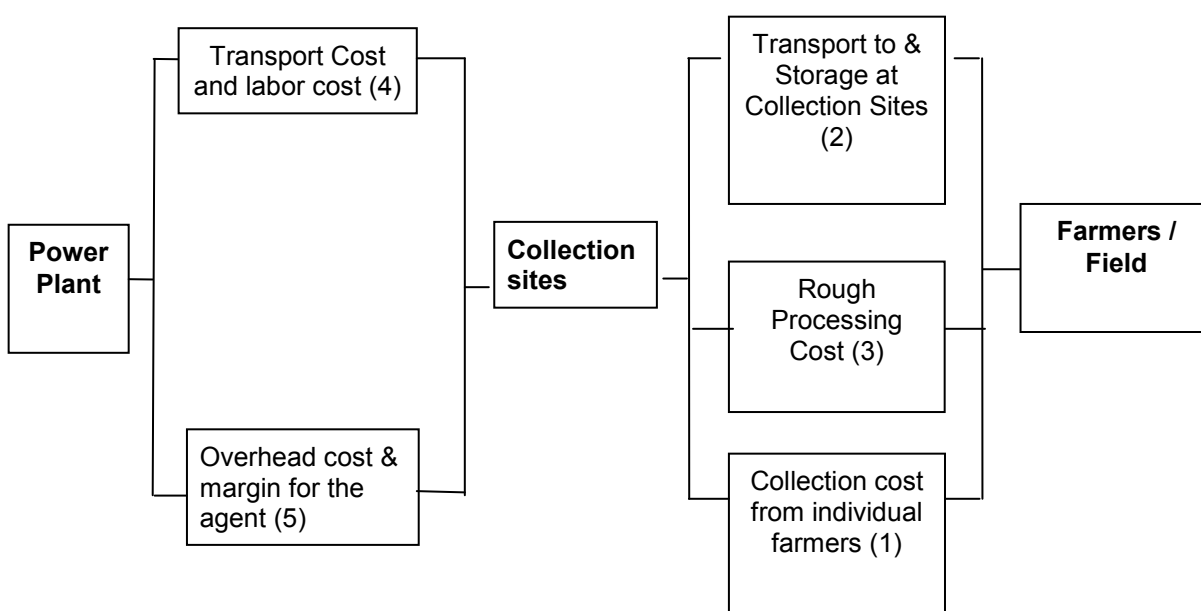 Transport Cost
and labor cost (4)
Transport to &
Storage at
Collection Sites
(2)
Power
Plant
Collection
sites
Farmers /
Field
Rough
Processing
Cost (3)
Overhead cost &
margin for the
agent (5)
Collection cost
from individual
farmers (1)